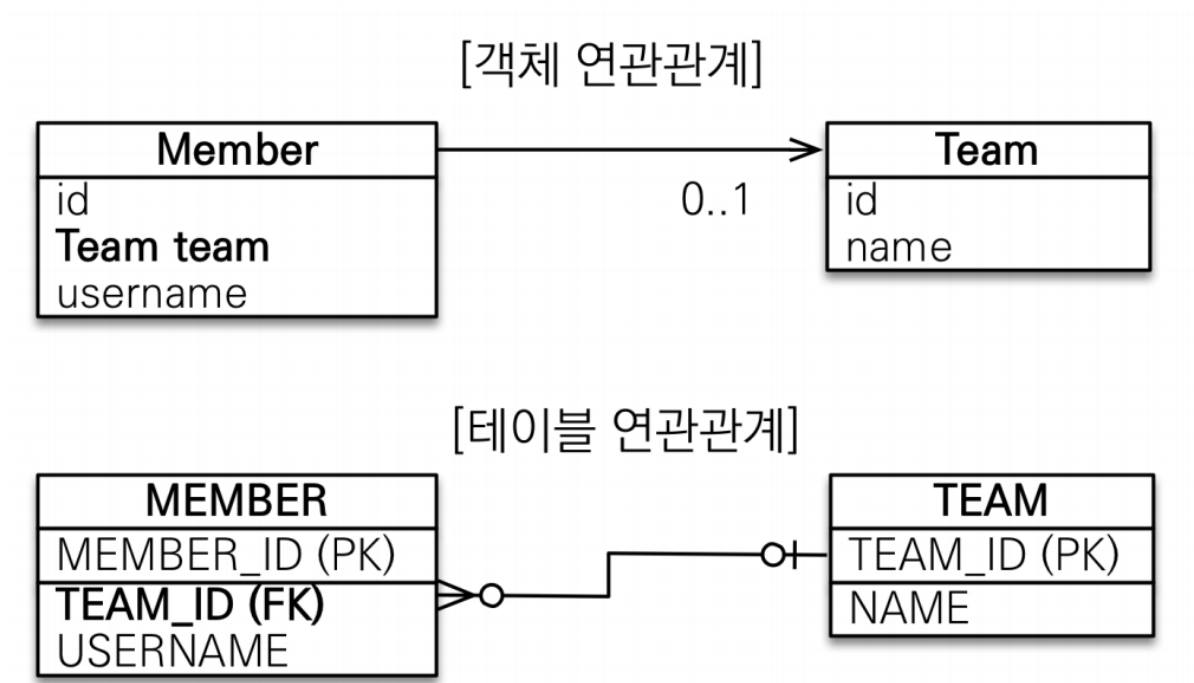 [객체 연관관계]
Member
id
Team team
username
0..1
Team
id
name
[테이블 연관관계]
MEMBER
MEMBER_ID (PK)
TEAM_ID (FK)
USERNAME
TEAM
TEAM_ID (PK)
NAME